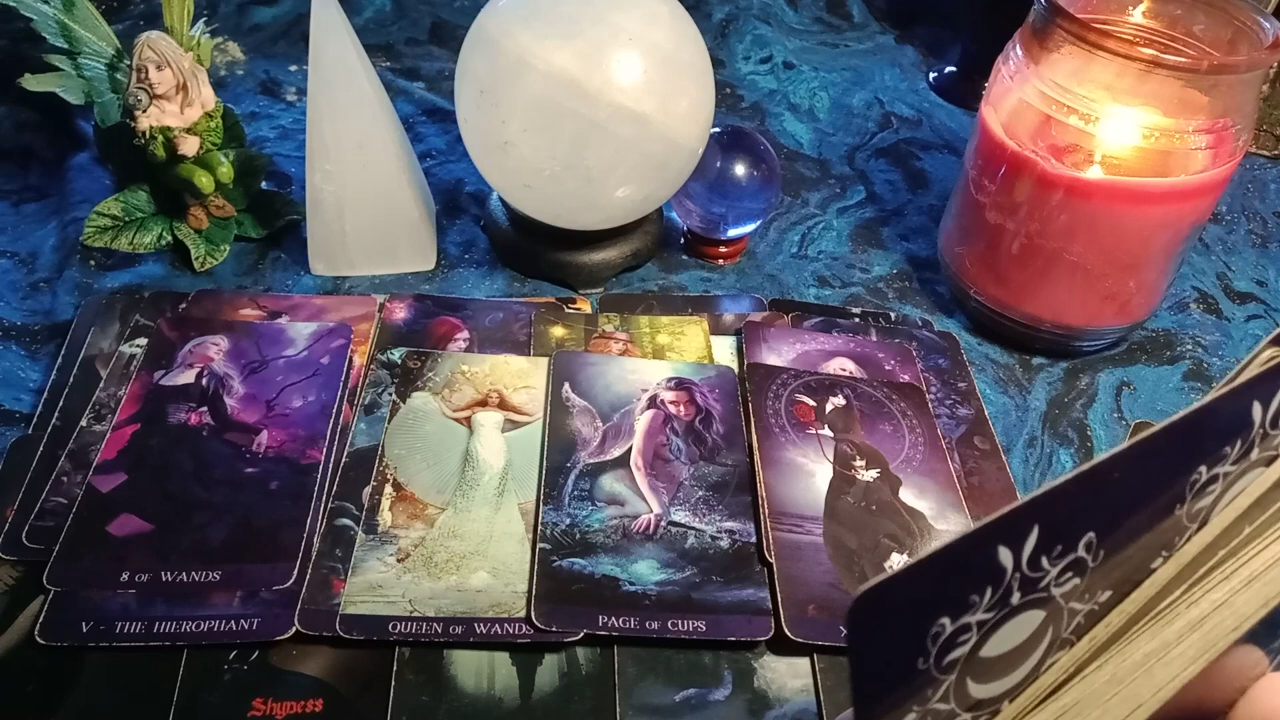 8 OF WANDS
V - THE HIEROPHANT
QUEEN OF WANDS
PAGE OF CUPS
Shyness